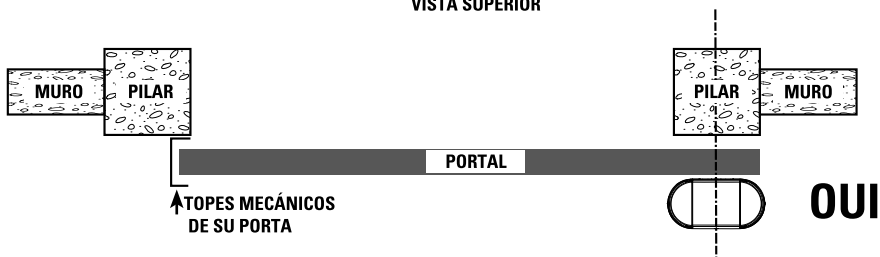 VISTA SUPERIOR
MURO PILAR PILAR MURO
PORTAL
TOPES MECÁNICOS
DE SU PORTA
OUI